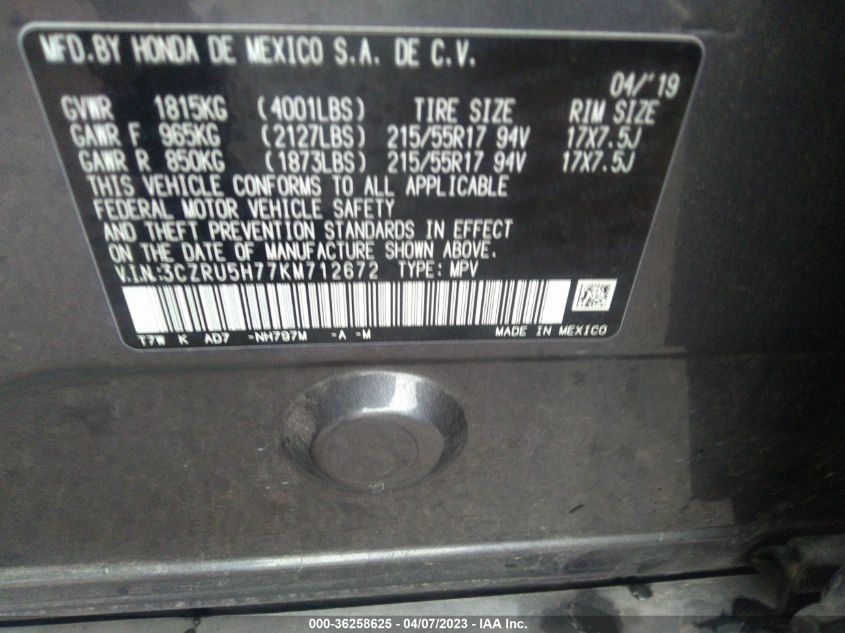 MFD.BY HONDA DE MEXICO S.A. DE C.V.
04/'19
GVWR 1815KG (4001LBS) TIRE SIZE RIM SIZE
GAWR F 965KG (2127LBS) 215/55R17 94V 17X7.5J
GAWR R 850KG (1873LBS) 215/55R17 94V 17X7.5J
THIS VEHICLE CONFORMS TO ALL APPLICABLE
FEDERAL MOTOR VEHICLE SAFETY
AND THEFT PREVENTION STANDARDS IN EFFECT
ON THE DATE OF MANUFACTURE SHOWN ABOVE.
V.I.N.:3CZRU5H77KM712672 TYPE: MPV
T7W K AD7 =NH797M =A =M MADE IN MEXICO
000-36258625 - 04/07/2023 - IAA Inc.